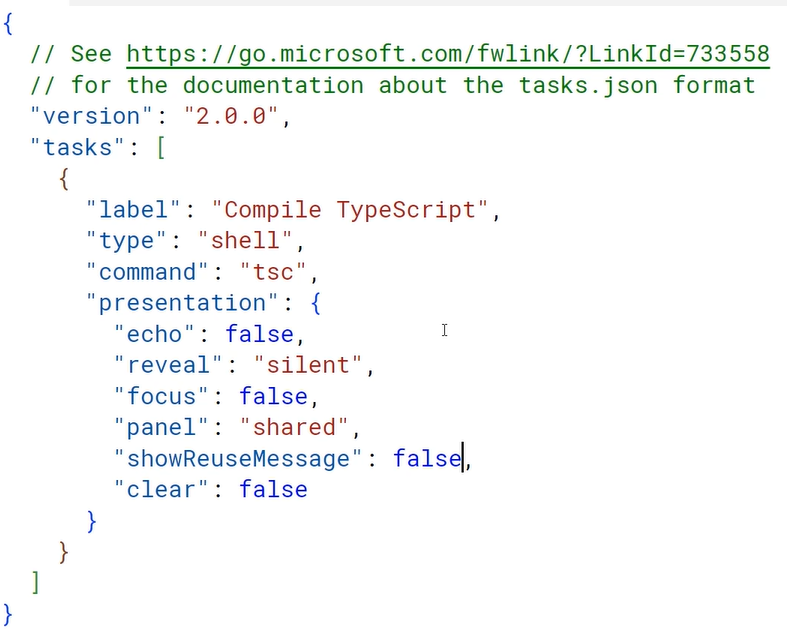 {
  // See https://go.microsoft.com/fwlink/?LinkId=733558
  // for the documentation about the tasks.json format
  "version": "2.0.0",
  "tasks": [
    {
      "label": "Compile TypeScript",
      "type": "shell",
      "command": "tsc",
      "presentation": {
        "echo": false,
        "reveal": "silent",
        "focus": false,
        "panel": "shared",
        "showReuseMessage": false,
        "clear": false
      }
    }
  ]
}